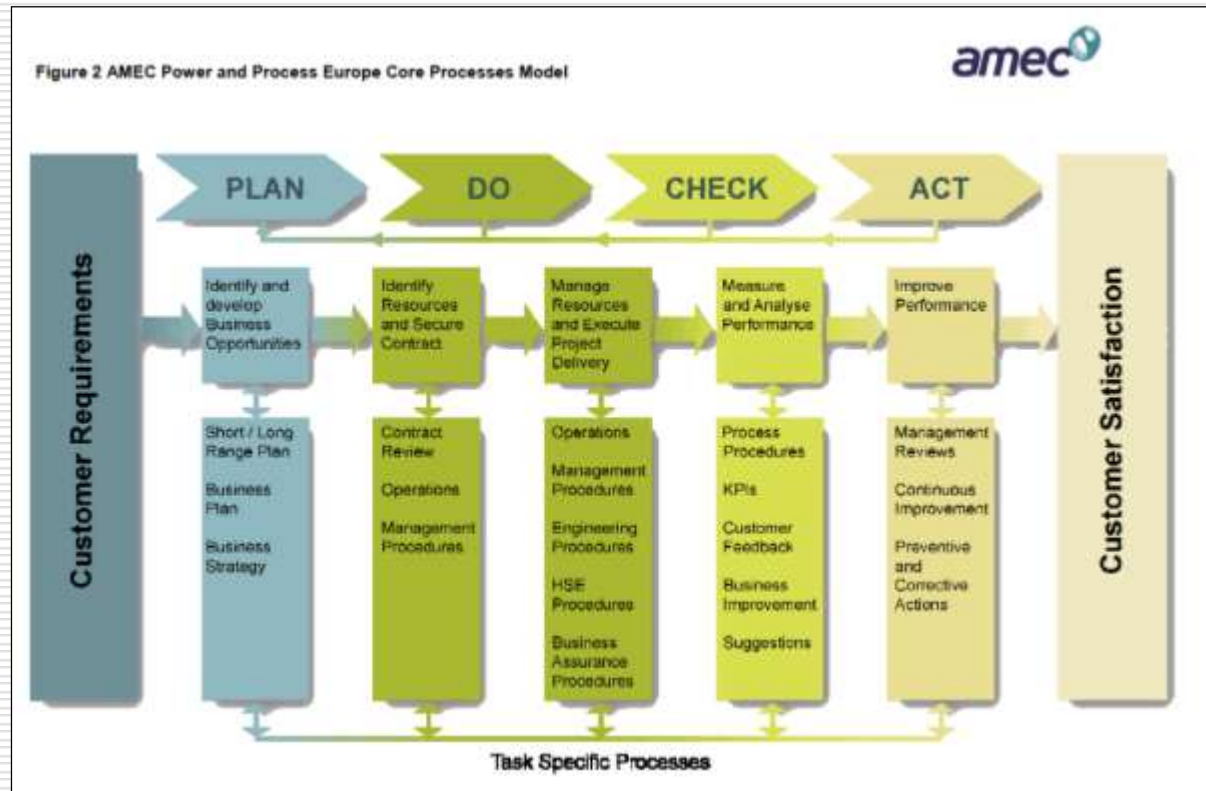 Figure 2 AMEC Power and Process Europe Core Processes Model
amec
PLAN
DO
CHECK
ACT
Customer Requirements
Identify and
develop
Business
Opportunities
Identify
Resources
and Secure
Contract
Manage
Resources
and Execute
Project
Delivery
Measure
and Analyse
Performance
Improve
Performance
Customer Satisfaction
Short / Long
Range Plan
Business
Plan
Business
Strategy
Contract
Review
Operations
Management
Procedures
Operations
Management
Procedures
Engineering
Procedures
HSE
Procedures
Business
Assurance
Procedures
Process
Procedures
KPIs
Customer
Feedback
Business
Improvement
Suggestions
Management
Reviews
Continuous
Improvement
Preventive
and
Corrective
Actions
Task Specific Processes